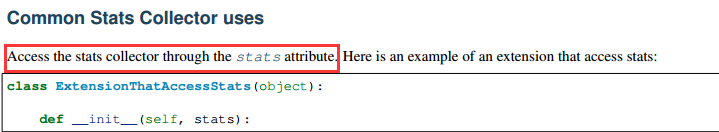 Common Stats Collector uses
Access the stats collector through the stats attribute. Here is an example of an extension that access stats:
class ExtensionThatAccessStats(object):
def __init__(self, stats):